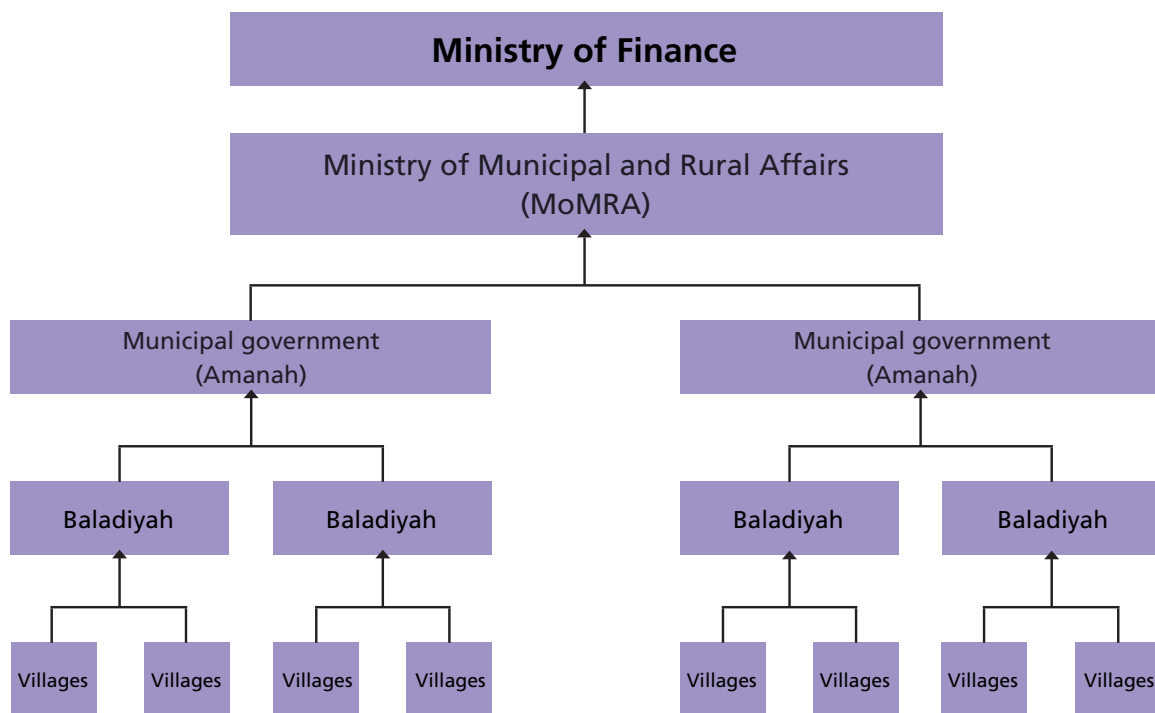 Ministry of Finance
Ministry of Municipal and Rural Affairs
(MoMRA)
Municipal government
(Amanah)
Municipal government
(Amanah)
Baladiyah
Baladiyah
Baladiyah
Baladiyah
Villages
Villages
Villages
Villages
Villages
Villages
Villages
Villages